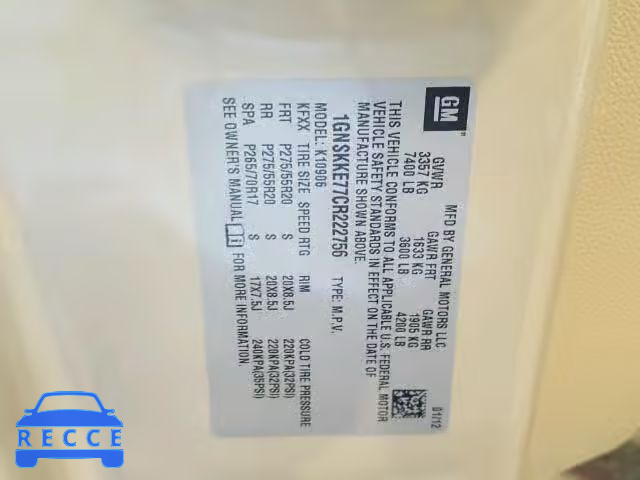 GM
MFD BY GENERAL MOTORS LLC 01/12
GVWR GAWR FRT GAWR RR
3357 KG 1633 KG 1905 KG
7400 LB 3600 LB 4200 LB
THIS VEHICLE CONFORMS TO ALL APPLICABLE U.S. FEDERAL MOTOR
VEHICLE SAFETY STANDARDS IN EFFECT ON THE DATE OF
MANUFACTURE SHOWN ABOVE.
1GNSKKE77CR222756 TYPE: M.P.V.
MODEL: K10906
KFXX TIRE SIZE SPEED RTG RIM COLD TIRE PRESSURE
FRT P275/55R20 S 20X8.5J 220KPA(32PSI)
RR P275/55R20 S 20X8.5J 220KPA(32PSI)
SPA P265/70R17 S 17X7.5J 240KPA(35PSI)
SEE OWNER'S MANUAL FOR MORE INFORMATION.
RECCE